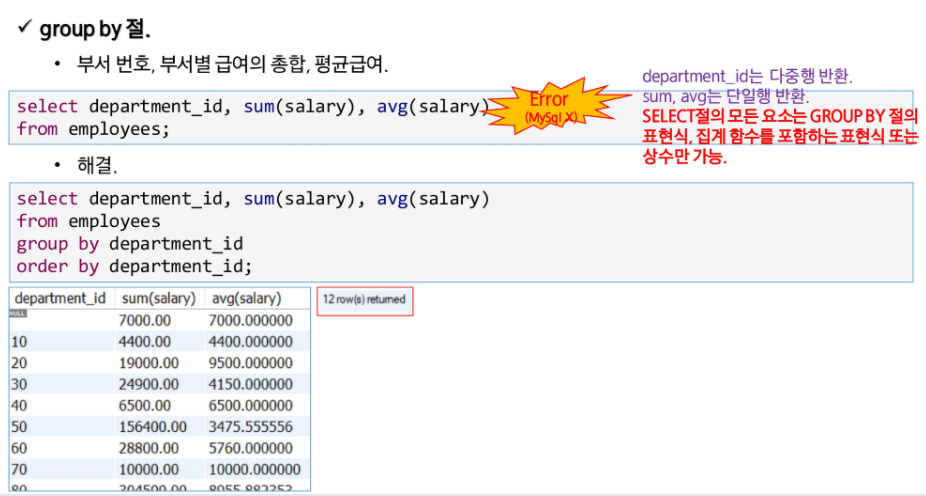 ✓ group by 절.
• 부서 번호, 부서별 급여의 총합, 평균급여.
select department_id, sum(salary), avg(salary)
from employees;
Error
(MySql X)
department_id는 다중행 반환.
sum, avg는 단일행 반환.
SELECT절의 모든 요소는 GROUP BY 절의
표현식, 집계 함수를 포함하는 표현식 또는
상수만 가능.
• 해결.
select department_id, sum(salary), avg(salary)
from employees
group by department_id
order by department_id;
department_id sum(salary) avg(salary)
NULL 7000.00 7000.000000
10 4400.00 4400.000000
20 19000.00 9500.000000
30 24900.00 4150.000000
40 6500.00 6500.000000
50 156400.00 3475.555556
60 28800.00 5760.000000
70 10000.00 10000.000000
80 304500.00 8955.882353
12 row(s) returned